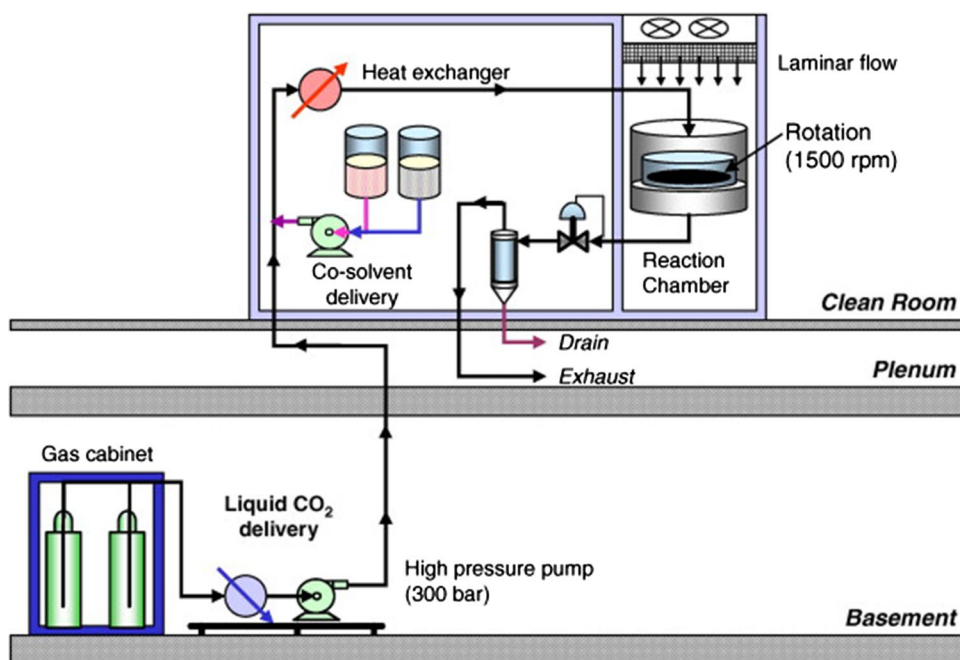 Heat exchanger
Laminar flow
Rotation
(1500 rpm)
Co-solvent
delivery
Reaction
Chamber
Clean Room
Drain
Plenum
Exhaust
Gas cabinet
Liquid CO₂
delivery
High pressure pump
(300 bar)
Basement